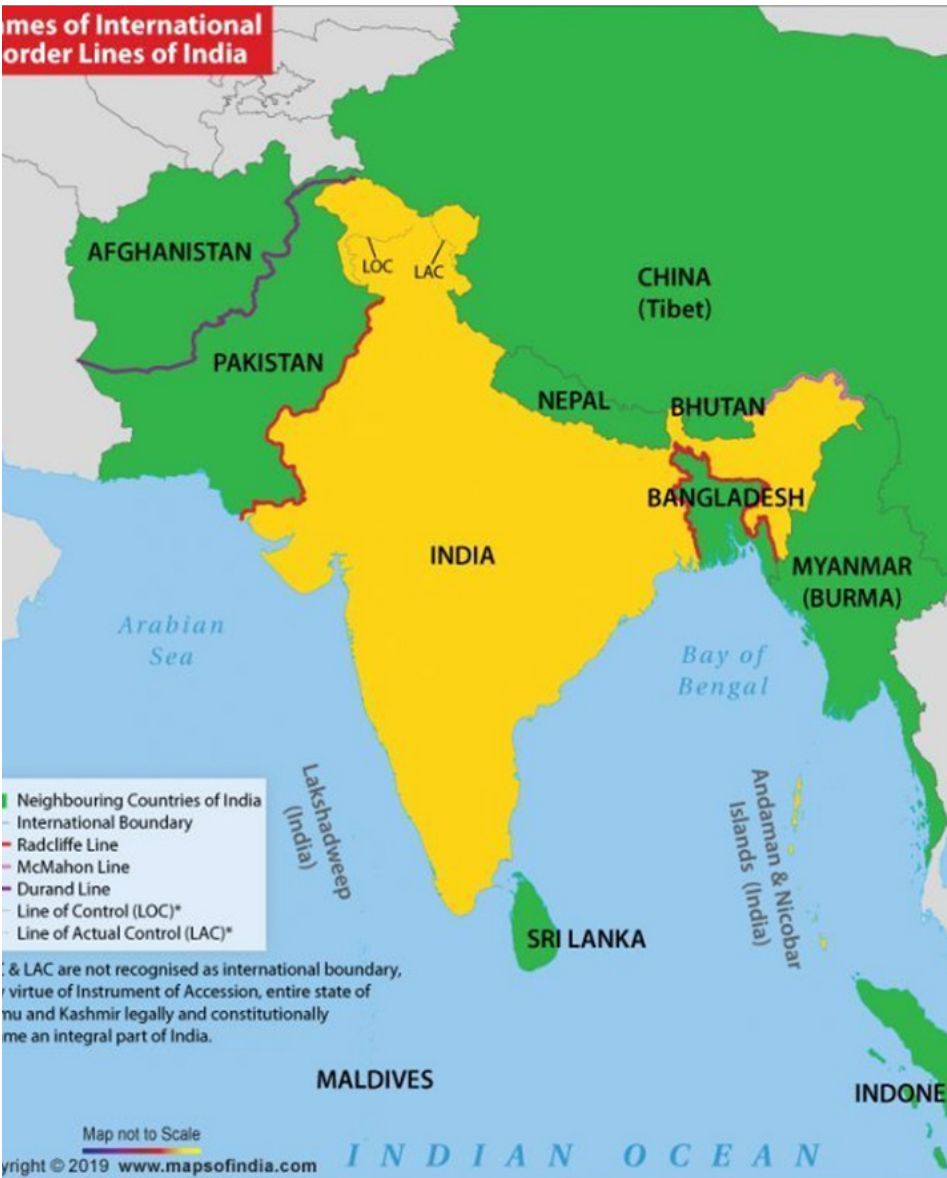 ames of International
order Lines of India
AFGHANISTAN
LOC
LAC
CHINA
(Tibet)
PAKISTAN
NEPAL
BHUTAN
BANGLADESH
INDIA
MYANMAR
(BURMA)
Arabian
Sea
Bay of
Bengal
Lakshadweep
(India)
Andaman & Nicobar
Islands (India)
Neighbouring Countries of India
International Boundary
Radcliffe Line
McMahon Line
Durand Line
Line of Control (LOC)*
Line of Actual Control (LAC)*
SRI LANKA
C & LAC are not recognised as international boundary,
y virtue of Instrument of Accession, entire state of
mu and Kashmir legally and constitutionally
me an integral part of India.
MALDIVES
INDONE
Map not to Scale
yright © 2019 www.mapsofindia.com
INDIAN OCEAN